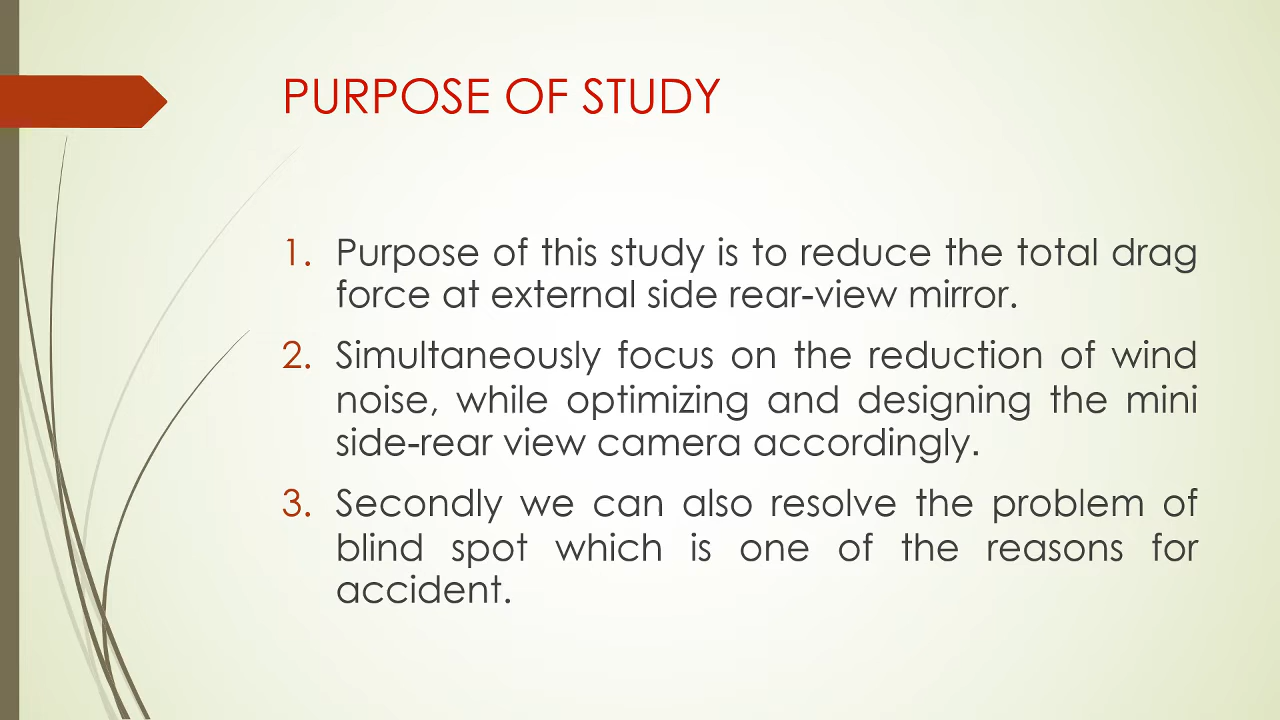 PURPOSE OF STUDY
1. Purpose of this study is to reduce the total drag
force at external side rear-view mirror.
2. Simultaneously focus on the reduction of wind
noise, while optimizing and designing the mini
side-rear view camera accordingly.
3. Secondly we can also resolve the problem of
blind spot which is one of the reasons for
accident.